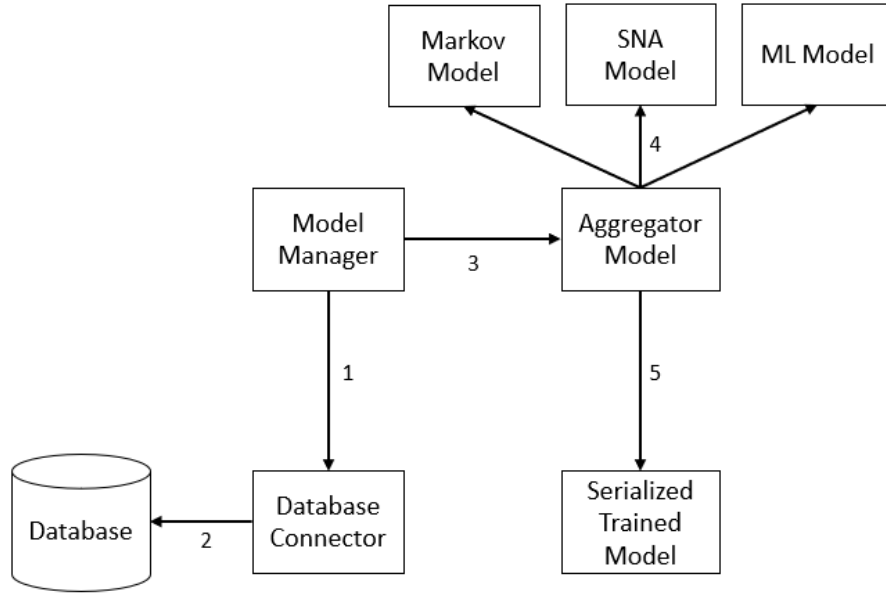 Markov
Model
SNA
Model
ML Model
4
Model
Manager
3
Aggregator
Model
1
5
Database
2
Database
Connector
Serialized
Trained
Model